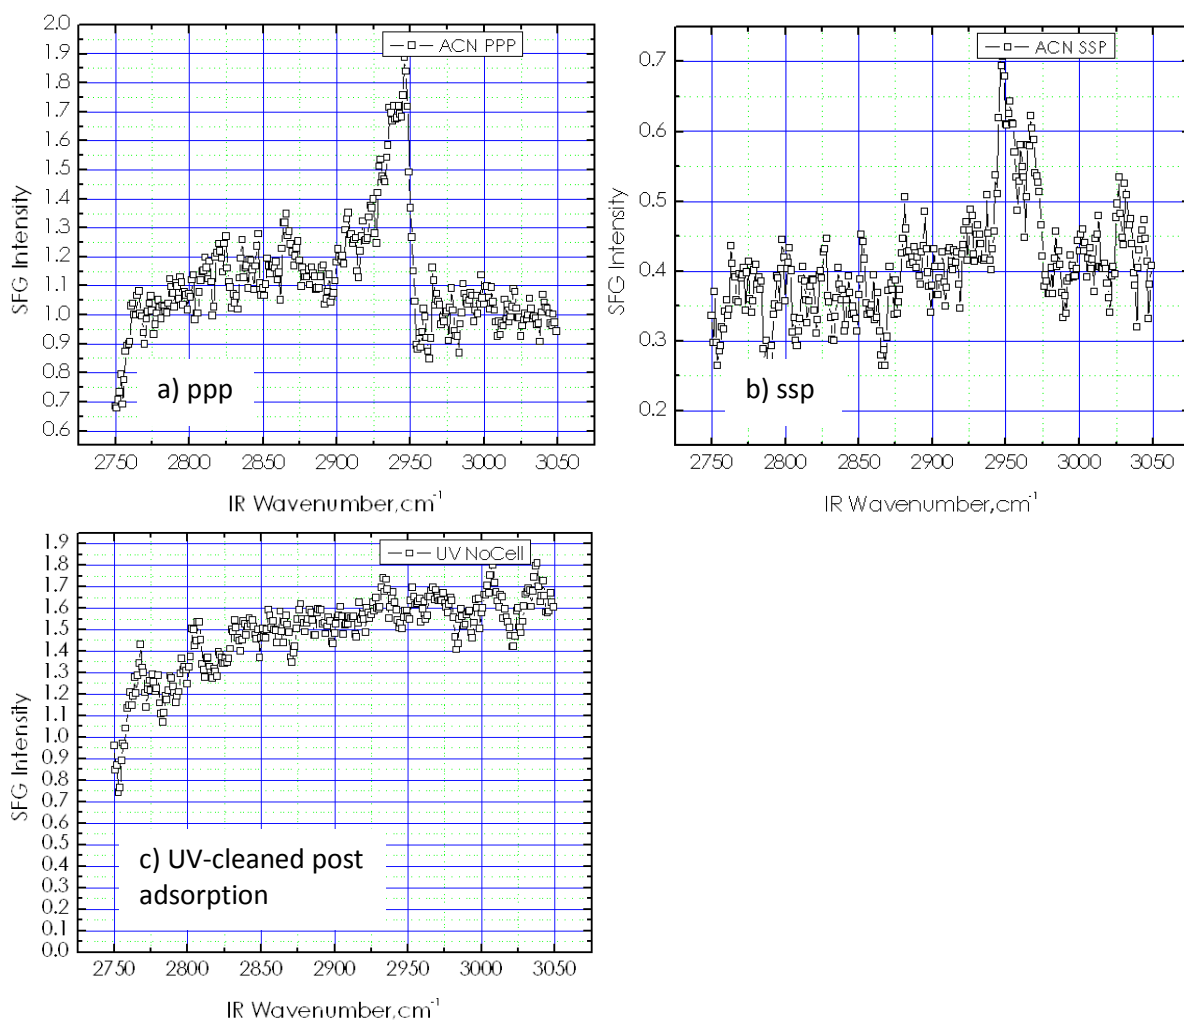 2.0
1.9
1.8
1.7
1.6
1.5
1.4
1.3
1.2
1.1
1.0
0.9
0.8
0.7
0.6
SFG Intensity
ACN PPP
a) ppp
2750 2800 2850 2900 2950 3000 3050
IR Wavenumber,cm-1
0.7
0.6
0.5
0.4
0.3
0.2
SFG Intensity
ACN SSP
b) ssp
2750 2800 2850 2900 2950 3000 3050
IR Wavenumber,cm-1
1.9
1.8
1.7
1.6
1.5
1.4
1.3
1.2
1.1
1.0
0.9
0.8
0.7
0.6
0.5
0.4
0.3
0.2
0.1
0.0
SFG Intensity
UV NoCell
c) UV-cleaned post
adsorption
2750 2800 2850 2900 2950 3000 3050
IR Wavenumber,cm-1